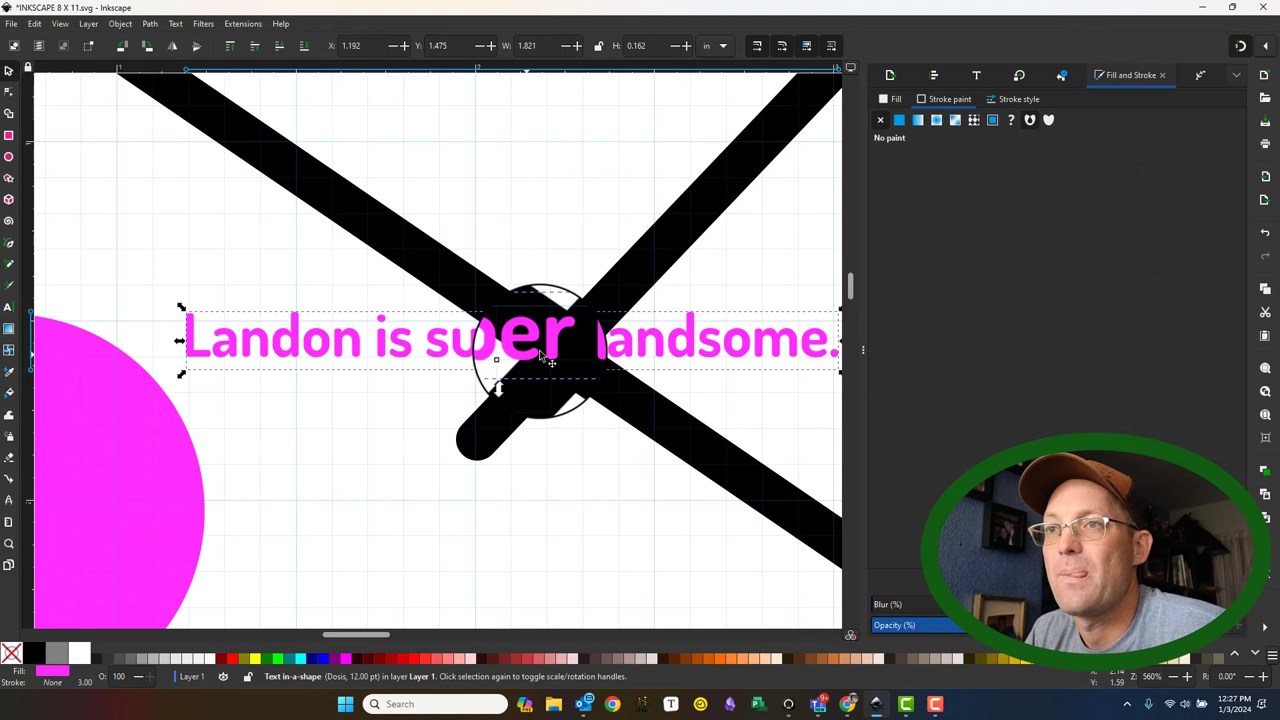 *INKSCAPE 8 X 11.svg - Inkscape
File Edit View Layer Object Path Text Filters Extensions Help
X: 1.192 Y: 1.475 W: 1.821 H: 0.162 in
Fill and Stroke
Fill Stroke paint Stroke style
No paint
Landon is super handsome.
Blur (%)
Opacity (%)
Fill:
Stroke: None 3.00
O: 100
Layer 1
Text in-a-shape (Dosis, 12.00 pt) in layer Layer 1. Click selection again to toggle scale/rotation handles.
X: 2.14
Y: 1.59
Z: 560%
R: 0.00°
Search
12:27 PM
12/3/2024